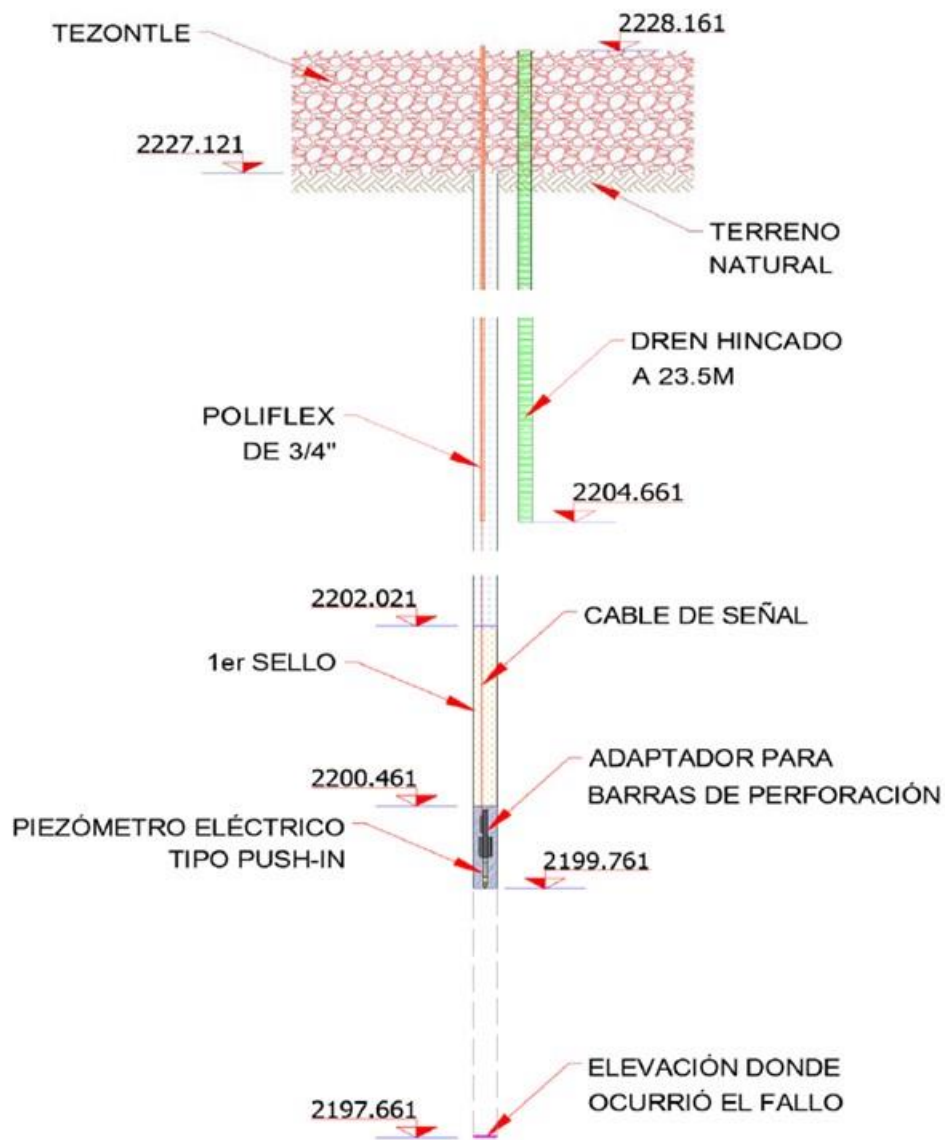 TEZONTLE
2228.161
2227.121
TERRENO
NATURAL
DREN HINCADO
A 23.5M
POLIFLEX
DE 3/4"
2204.661
2202.021
CABLE DE SEÑAL
1er SELLO
ADAPTADOR PARA
BARRAS DE PERFORACIÓN
2200.461
PIEZÓMETRO ELÉCTRICO
TIPO PUSH-IN
2199.761
ELEVACIÓN DONDE
OCURRIÓ EL FALLO
2197.661